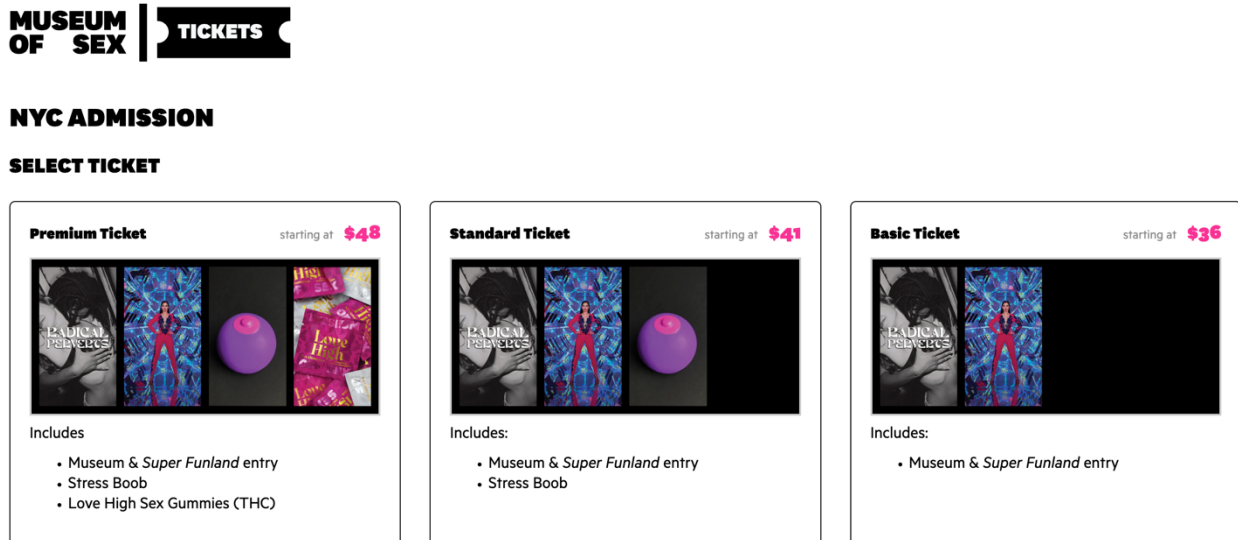 MUSEUM
OF SEX
TICKETS
NYC ADMISSION
SELECT TICKET
Premium Ticket
starting at $48
RADICAL
PERVERTS
High
Love
High
Includes
• Museum & Super Funland entry
• Stress Boob
• Love High Sex Gummies (THC)
Standard Ticket
starting at $41
RADICAL
PERVERTS
Includes:
• Museum & Super Funland entry
• Stress Boob
Basic Ticket
starting at $36
RADICAL
PERVERTS
Includes:
• Museum & Super Funland entry